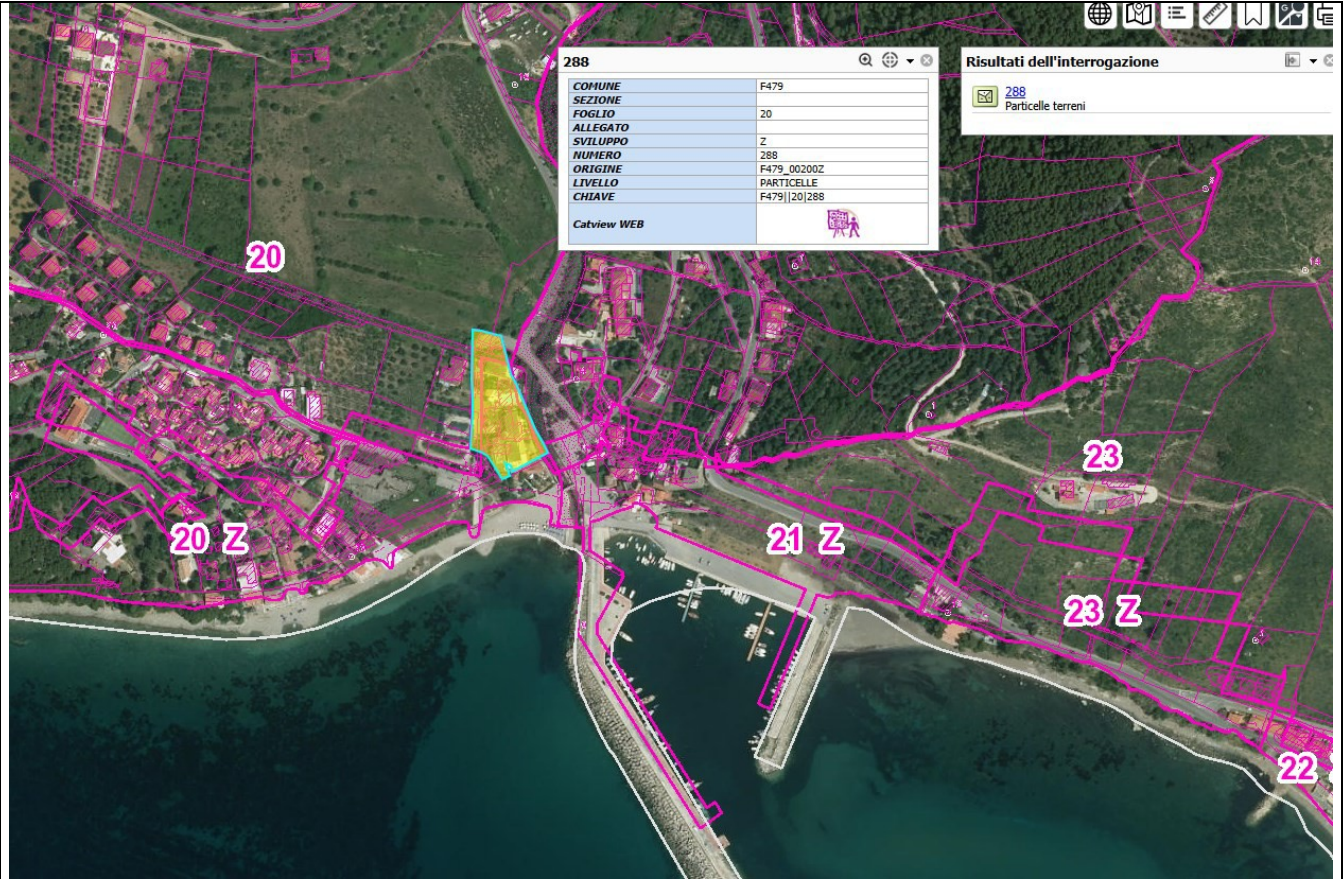 288
COMUNE F479
SEZIONE
FOGLIO 20
ALLEGATO
SVILUPPO Z
NUMERO 288
ORIGINE F479_00200Z
LIVELLO PARTICELLE
CHIAVE F479||20|288
Catview WEB
Risultati dell'interrogazione
288
Particelle terreni
20
23
20 Z
21 Z
23 Z
22